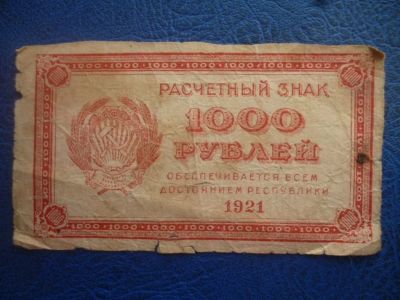 РАСЧЕТНЫЙ ЗНАК
1000
РУБЛЕЙ
ОБЕСПЕЧИВАЕТСЯ ВСЕМ
ДОСТОЯНИЕМ РЕСПУБЛИКИ
1921